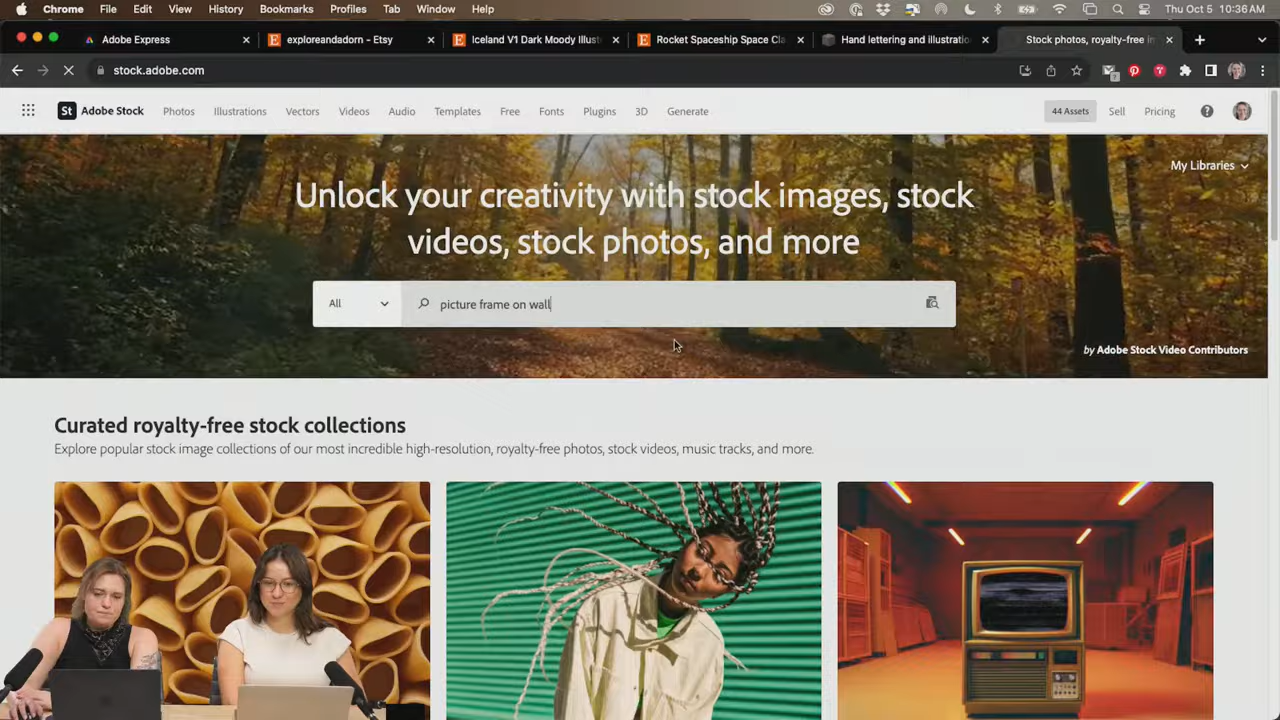 Chrome File Edit View History Bookmarks Profiles Tab Window Help Thu Oct 5 10:36 AM
Adobe Express exploreandadorn - Etsy Iceland V1 Dark Moody Illust Rocket Spaceship Space Cla Hand lettering and illustratio Stock photos, royalty-free in
stock.adobe.com
St Adobe Stock Photos Illustrations Vectors Videos Audio Templates Free Fonts Plugins 3D Generate 44 Assets Sell Pricing
My Libraries
Unlock your creativity with stock images, stock
videos, stock photos, and more
All picture frame on wall
by Adobe Stock Video Contributors
Curated royalty-free stock collections
Explore popular stock image collections of our most incredible high-resolution, royalty-free photos, stock videos, music tracks, and more.